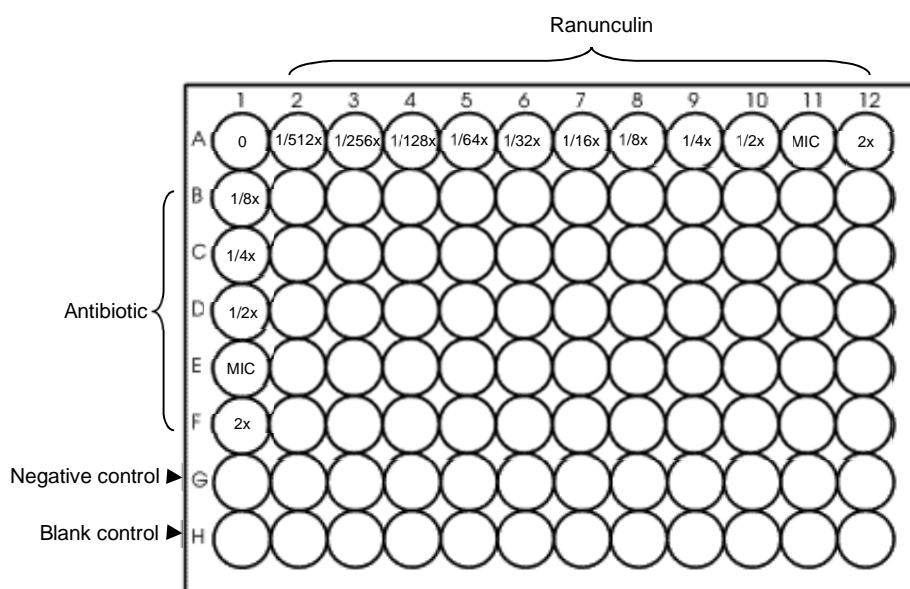 Ranunculin
1 2 3 4 5 6 7 8 9 10 11 12
A 0 1/512x 1/256x 1/128x 1/64x 1/32x 1/16x 1/8x 1/4x 1/2x MIC 2x
B 1/8x
C 1/4x
Antibiotic D 1/2x
E MIC
F 2x
Negative control G
Blank control H